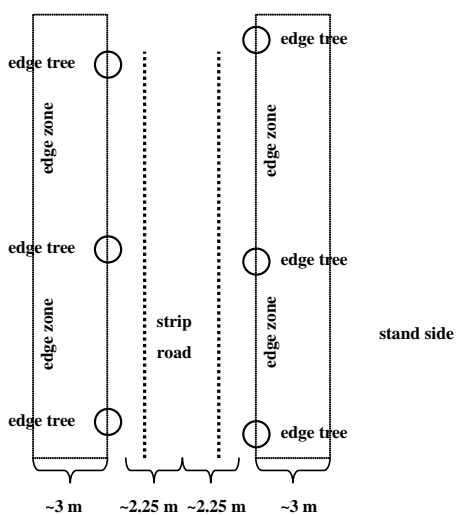 edge tree
edge tree
edge zone
edge zone
edge tree
edge tree
edge zone
edge zone
strip
road
stand side
edge tree
edge tree
~3 m
~2.25 m
~2.25 m
~3 m